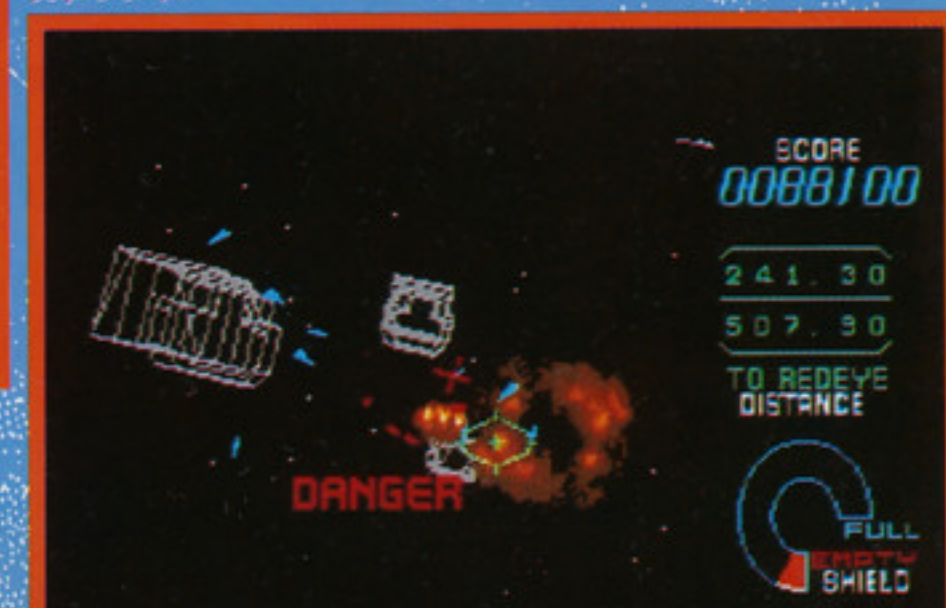 SCORE
0088100
241.30
507.90
TO REDEYE
DISTANCE
DANGER
FULL
EMPTY
SHIELD